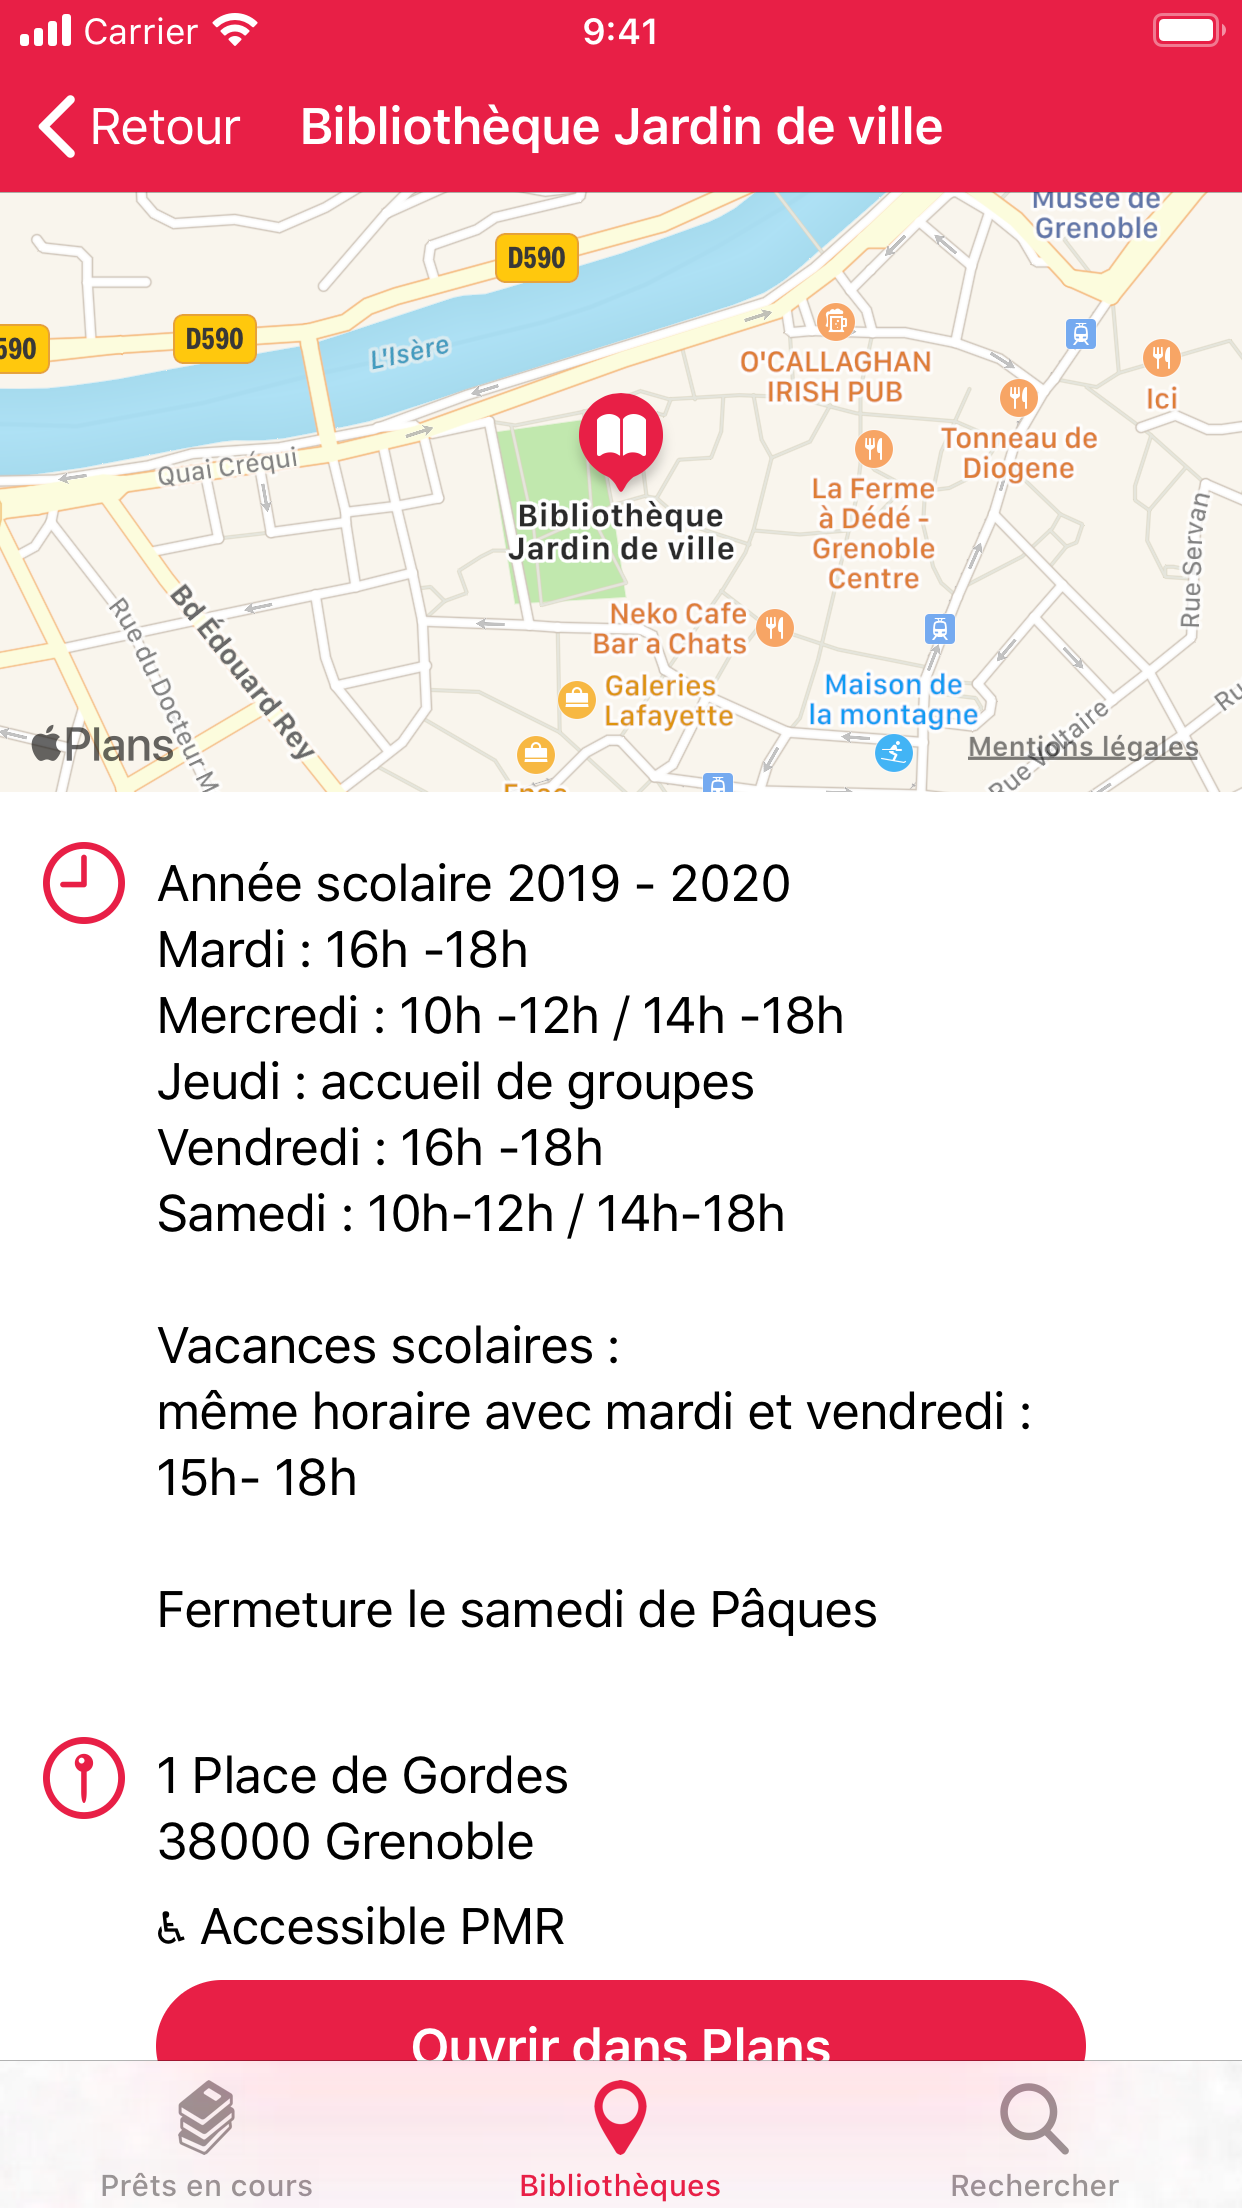 Carrier
9:41
Retour
Bibliothèque Jardin de ville
Musée de
Grenoble
D590
D590
590
L'Isère
O'CALLAGHAN
IRISH PUB
Ici
Tonneau de
Diogene
Quai Créqui
La Ferme
à Dédé -
Grenoble
Centre
Bibliothèque
Jardin de ville
Rue Servan
Bd Édouard Rey
Rue du Docteur M
Neko Cafe
Bar a Chats
Galeries
Lafayette
Maison de
la montagne
Ru
Rue Voltaire
Plans
Mentions légales
Fnac
Année scolaire 2019 - 2020
Mardi : 16h -18h
Mercredi : 10h -12h / 14h -18h
Jeudi : accueil de groupes
Vendredi : 16h -18h
Samedi : 10h-12h / 14h-18h
Vacances scolaires :
même horaire avec mardi et vendredi :
15h- 18h
Fermeture le samedi de Pâques
1 Place de Gordes
38000 Grenoble
♿ Accessible PMR
Ouvrir dans Plans
Prêts en cours
Bibliothèques
Rechercher